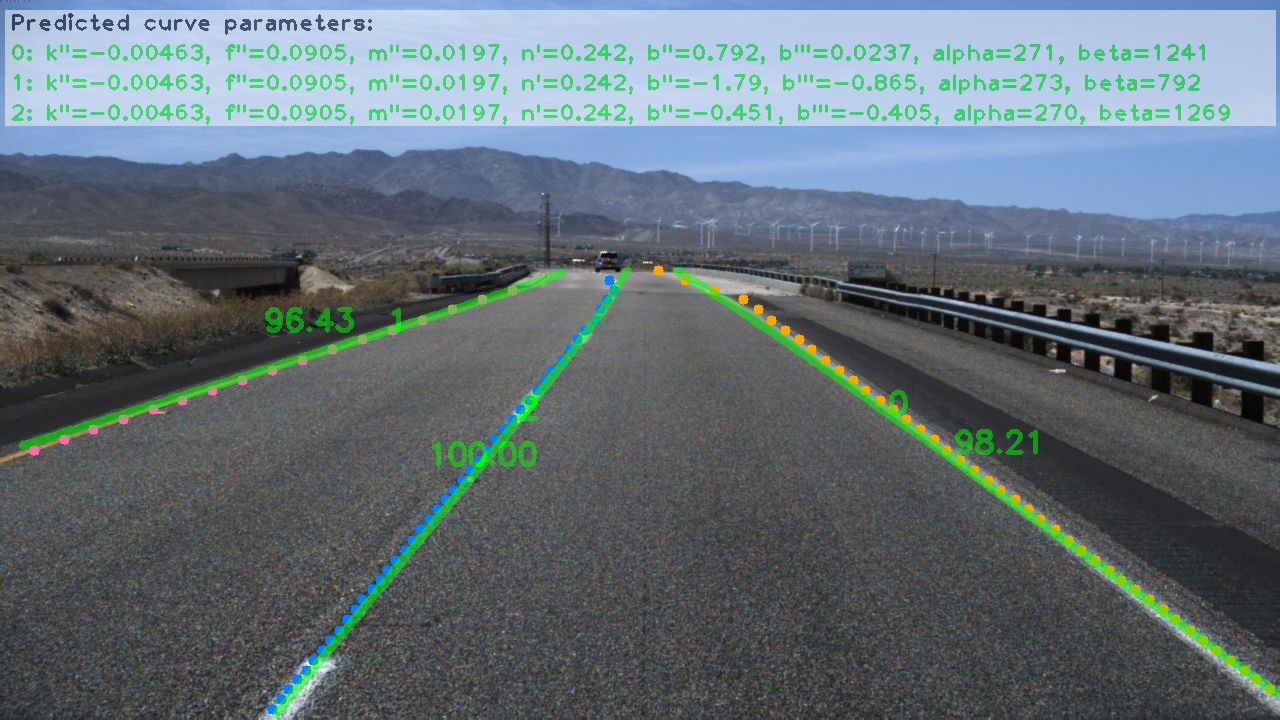 Predicted curve parameters:
0: k''=-0.00463, f''=0.0905, m''=0.0197, n'=0.242, b''=0.792, b'''=0.0237, alpha=271, beta=1241
1: k''=-0.00463, f''=0.0905, m''=0.0197, n'=0.242, b''=-1.79, b'''=-0.865, alpha=273, beta=792
2: k''=-0.00463, f''=0.0905, m''=0.0197, n'=0.242, b''=-0.451, b'''=-0.405, alpha=270, beta=1269
96.43 1
0
2
98.21
100.00